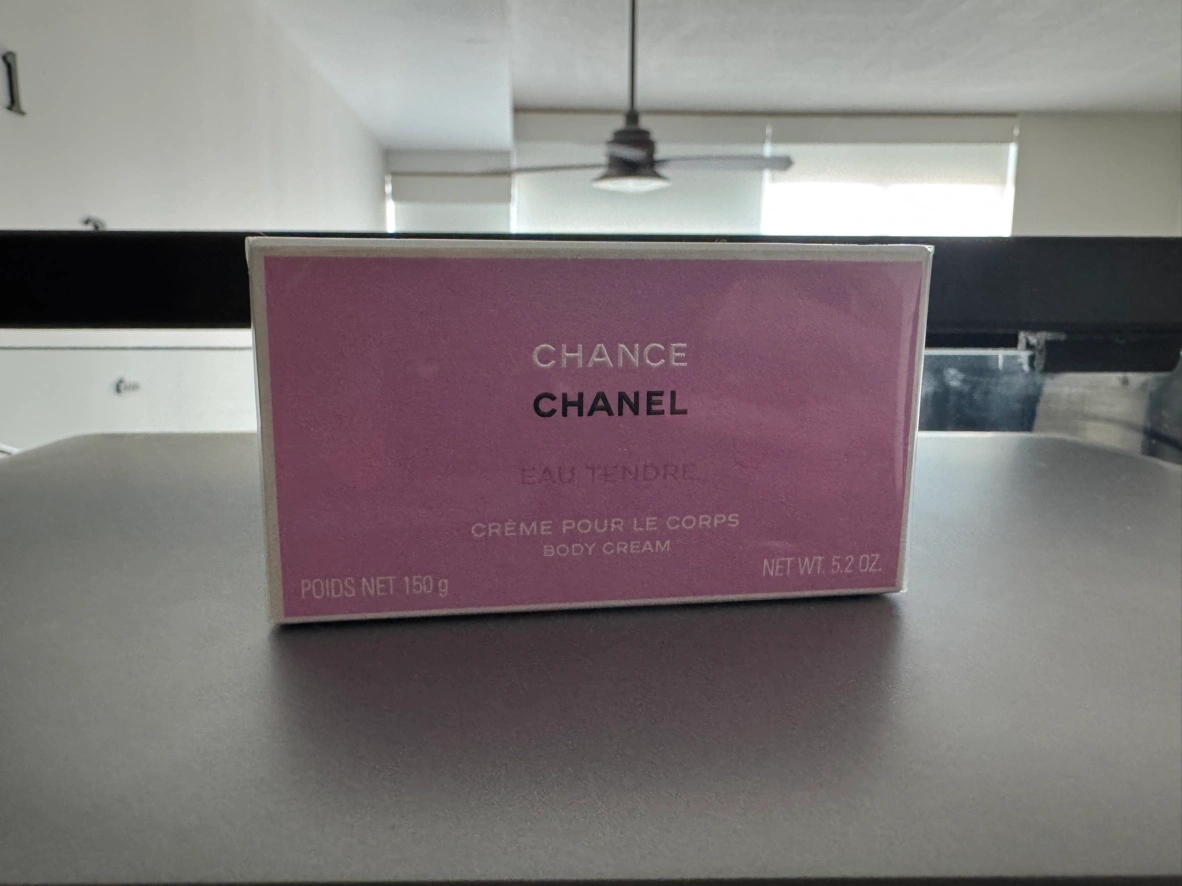 CHANCE
CHANEL
EAU TENDRE
CRÈME POUR LE CORPS
BODY CREAM
POIDS NET 150 g
NET WT. 5.2 OZ.